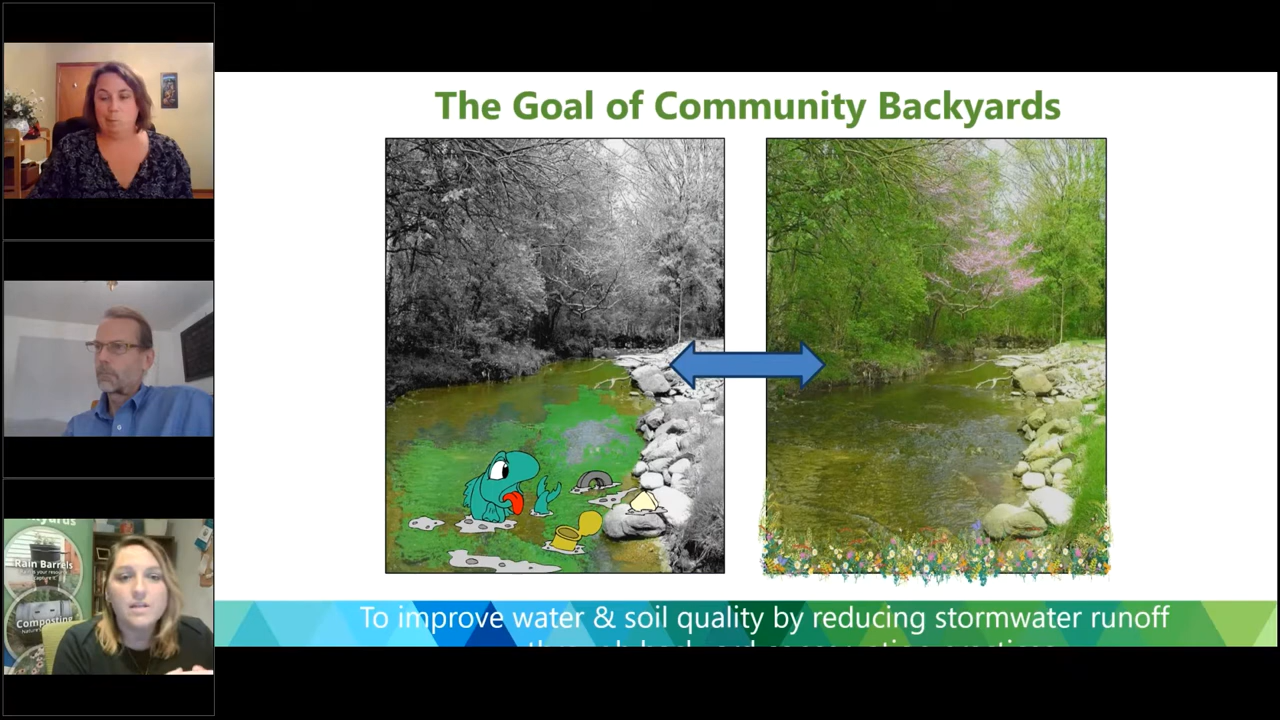 The Goal of Community Backyards
To improve water & soil quality by reducing stormwater runoff
Rain Barrels
Composting